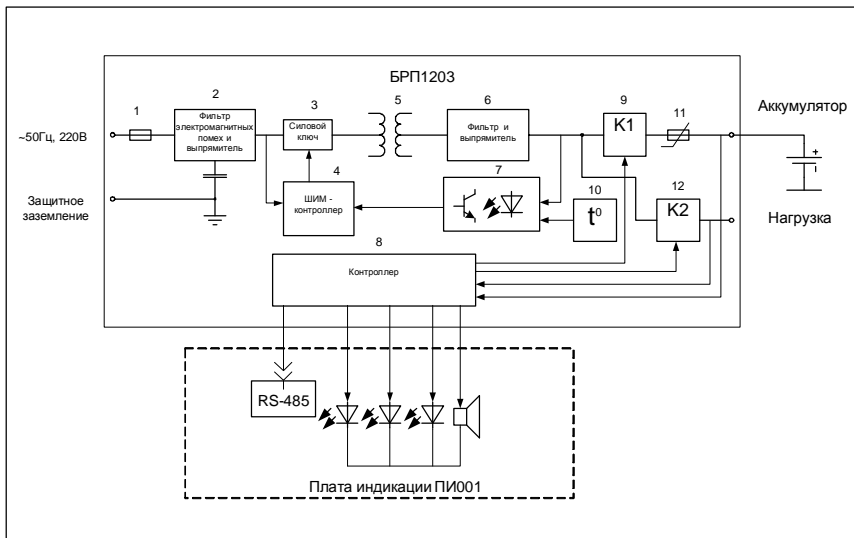 БРП1203
1
2
3
5
6
9
11
Аккумулятор
~50Гц, 220В
Фильтр
электромагнитных
помех и
выпрямитель
Силовой
ключ
Фильтр и
выпрямитель
К1
+
4
7
10
12
Защитное
заземление
ШИМ -
контроллер
t⁰
К2
Нагрузка
8
Контроллер
RS-485
Плата индикации ПИ001